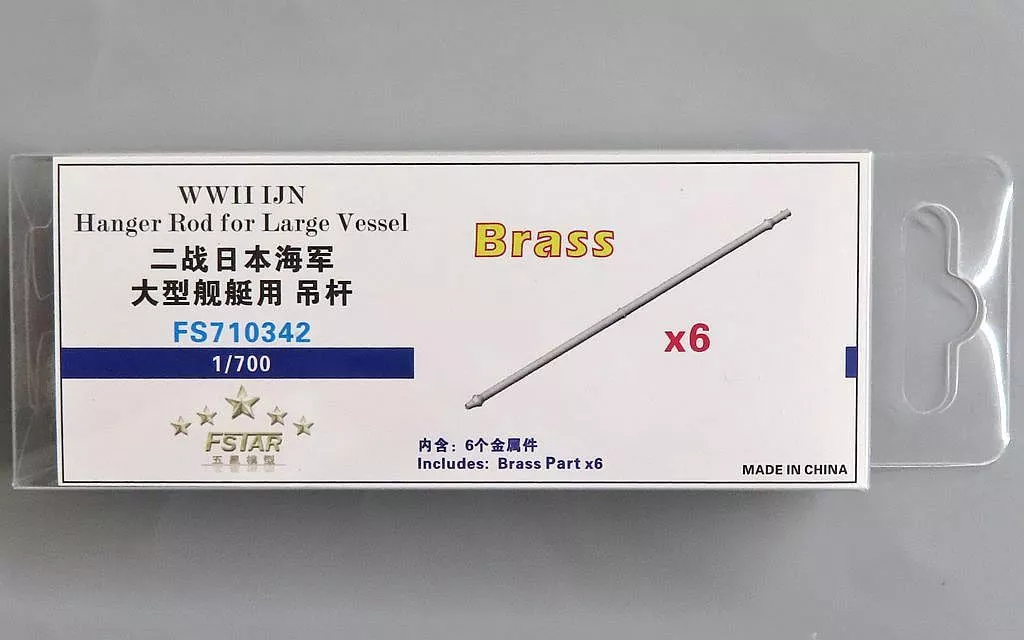 WWII IJN
Hanger Rod for Large Vessel
二战日本海军
大型舰艇用 吊杆
FS710342
1/700
FSTAR
五星模型
Brass
x6
内含：6个金属件
Includes: Brass Part x6
MADE IN CHINA